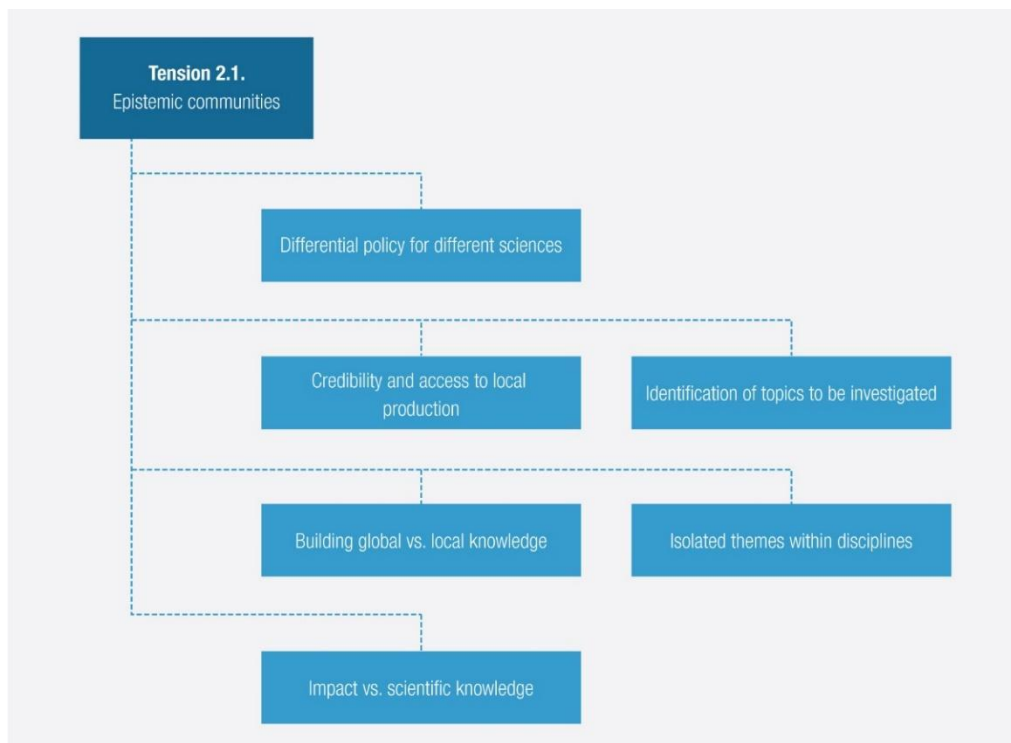 Tension 2.1.
Epistemic communities
Differential policy for different sciences
Credibility and access to local
production
Identification of topics to be investigated
Building global vs. local knowledge
Isolated themes within disciplines
Impact vs. scientific knowledge